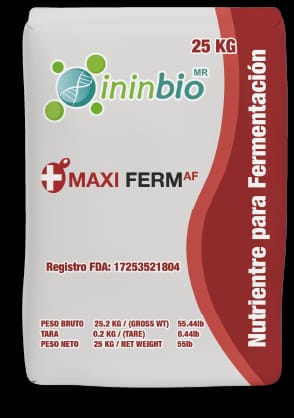 25 KG
ininbio MR
MAXI FERM AF
Nutrientre para Fermentación
Registro FDA: 17253521804
PESO BRUTO 25.2 KG / (GROSS WT) 55.44lb
TARA 0.2 KG / (TARE) 0.44lb
PESO NETO 25 KG / NET WEIGHT 55lb